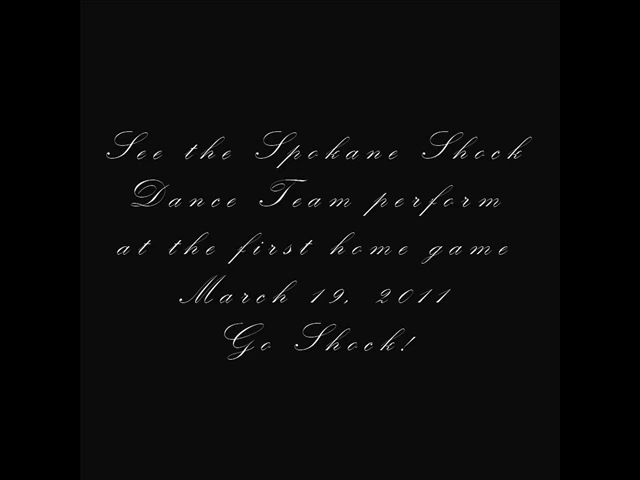 See the Spokane Shock
Dance Team perform
at the first home game
March 19, 2011
Go Shock!